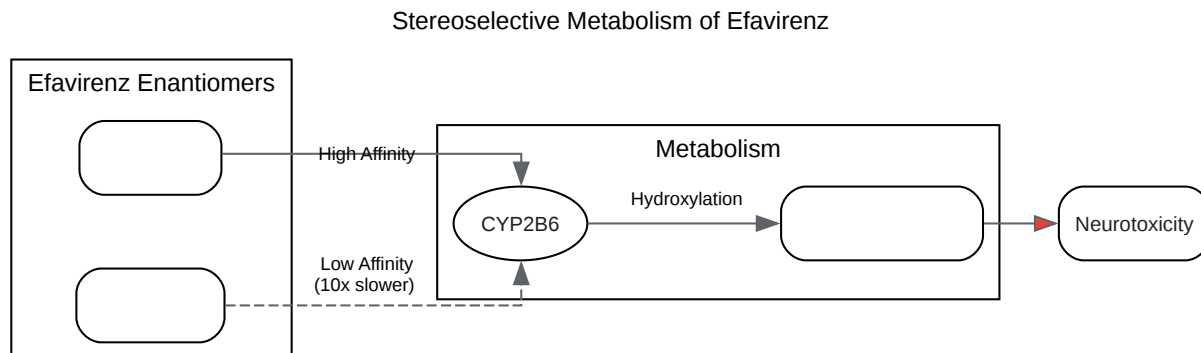 Stereoselective Metabolism of Efavirenz
Efavirenz Enantiomers
High Affinity
Metabolism
Hydroxylation
CYP2B6
Neurotoxicity
Low Affinity
(10x slower)